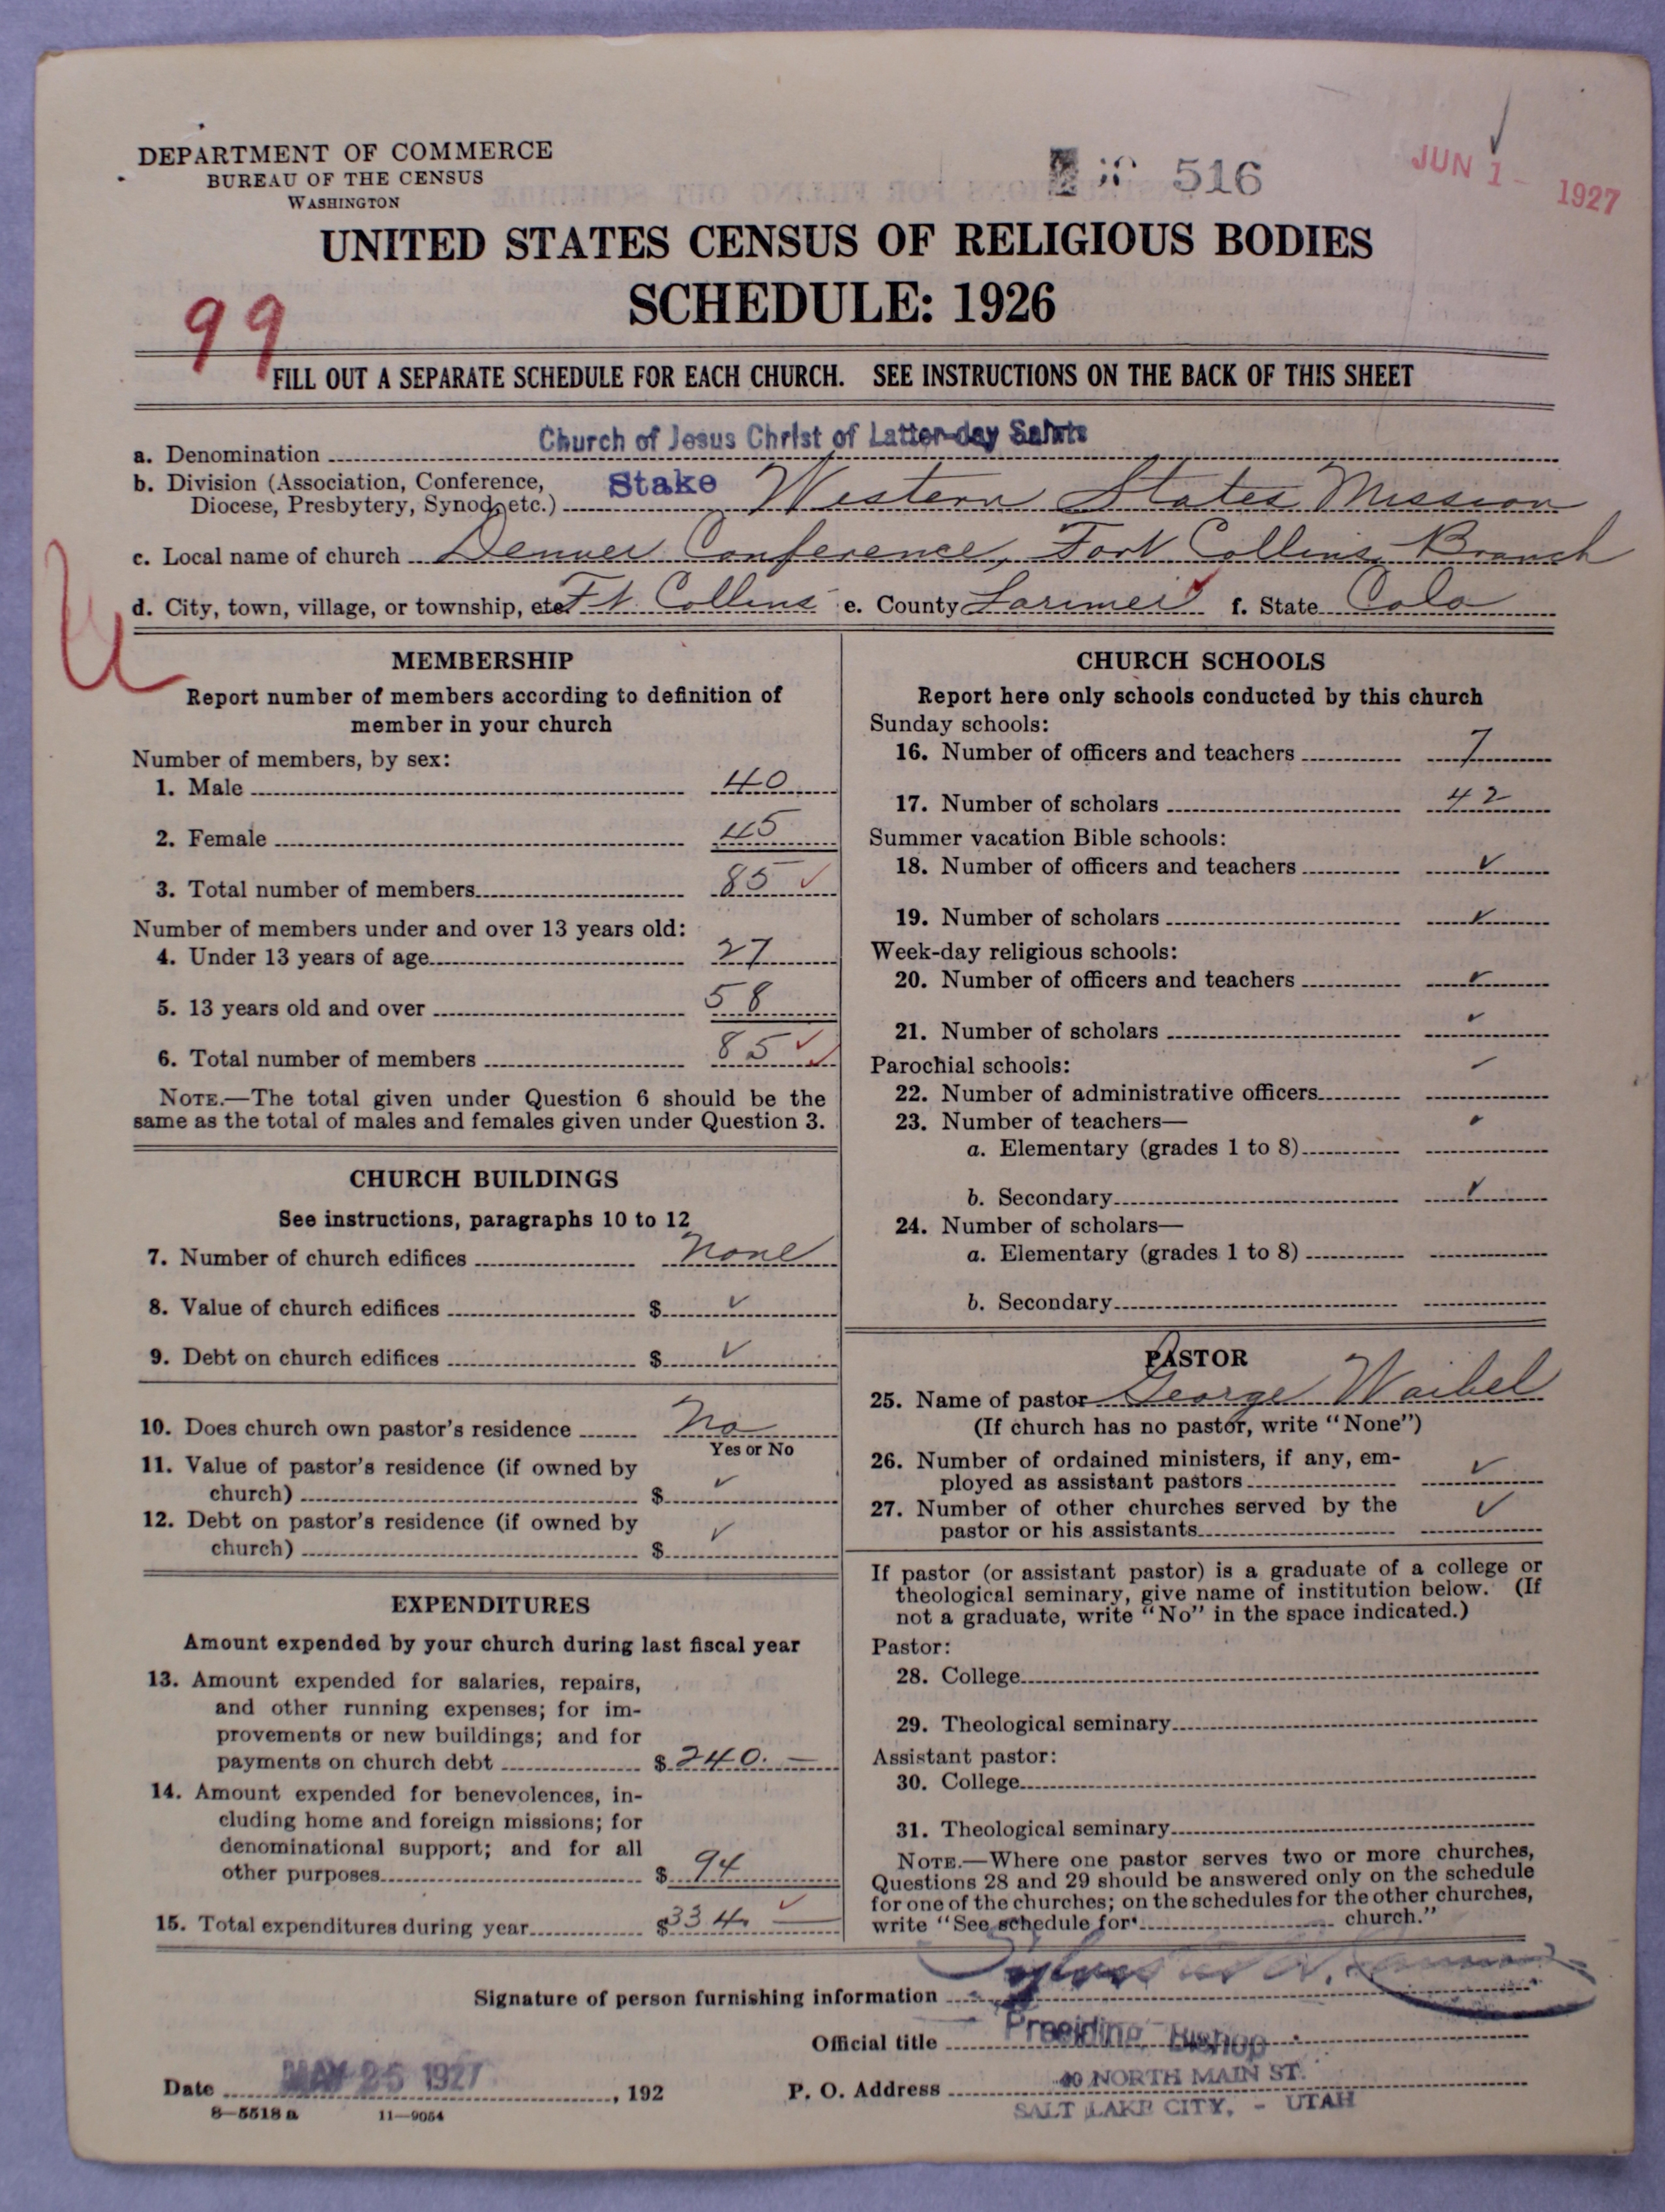 DEPARTMENT OF COMMERCE
BUREAU OF THE CENSUS
WASHINGTON
516
JUN 1 - 1927
UNITED STATES CENSUS OF RELIGIOUS BODIES
SCHEDULE: 1926
99
FILL OUT A SEPARATE SCHEDULE FOR EACH CHURCH. SEE INSTRUCTIONS ON THE BACK OF THIS SHEET
a. Denomination Church of Jesus Christ of Latter-day Saints
b. Division (Association, Conference,
Diocese, Presbytery, Synod, etc.) Stake Western States Mission
c. Local name of church Denver Conference, Fort Collins Branch
d. City, town, village, or township, etc. Ft. Collins e. County Larimer f. State Colo
MEMBERSHIP
Report number of members according to definition of
member in your church
Number of members, by sex:
1. Male 40
2. Female 45
3. Total number of members 85 ✓
Number of members under and over 13 years old:
4. Under 13 years of age 27
5. 13 years old and over 58
6. Total number of members 85 ✓✓
NOTE.—The total given under Question 6 should be the
same as the total of males and females given under Question 3.
CHURCH BUILDINGS
See instructions, paragraphs 10 to 12
7. Number of church edifices none
8. Value of church edifices $ ✓
9. Debt on church edifices $ ✓
10. Does church own pastor's residence No
Yes or No
11. Value of pastor's residence (if owned by
church) $ ✓
12. Debt on pastor's residence (if owned by
church) $ ✓
EXPENDITURES
Amount expended by your church during last fiscal year
13. Amount expended for salaries, repairs,
and other running expenses; for im-
provements or new buildings; and for
payments on church debt $ 240. —
14. Amount expended for benevolences, in-
cluding home and foreign missions; for
denominational support; and for all
other purposes $ 94
15. Total expenditures during year $ 334. — ✓
CHURCH SCHOOLS
Report here only schools conducted by this church
Sunday schools:
16. Number of officers and teachers 7
17. Number of scholars 42
Summer vacation Bible schools:
18. Number of officers and teachers ✓
19. Number of scholars ✓
Week-day religious schools:
20. Number of officers and teachers ✓
21. Number of scholars ✓
Parochial schools:
22. Number of administrative officers
23. Number of teachers—
a. Elementary (grades 1 to 8)
b. Secondary ✓
24. Number of scholars—
a. Elementary (grades 1 to 8)
b. Secondary
PASTOR
25. Name of pastor George Waibel
(If church has no pastor, write "None")
26. Number of ordained ministers, if any, em-
ployed as assistant pastors ✓
27. Number of other churches served by the
pastor or his assistants ✓
If pastor (or assistant pastor) is a graduate of a college or
theological seminary, give name of institution below. (If
not a graduate, write "No" in the space indicated.)
Pastor:
28. College
29. Theological seminary
Assistant pastor:
30. College
31. Theological seminary
NOTE.—Where one pastor serves two or more churches,
Questions 28 and 29 should be answered only on the schedule
for one of the churches; on the schedules for the other churches,
write "See schedule for church."
Signature of person furnishing information
Official title Presiding Bishop
Date MAY 25 1927, 192
P. O. Address 40 NORTH MAIN ST.
SALT LAKE CITY, - UTAH
8—5518 a 11—9054